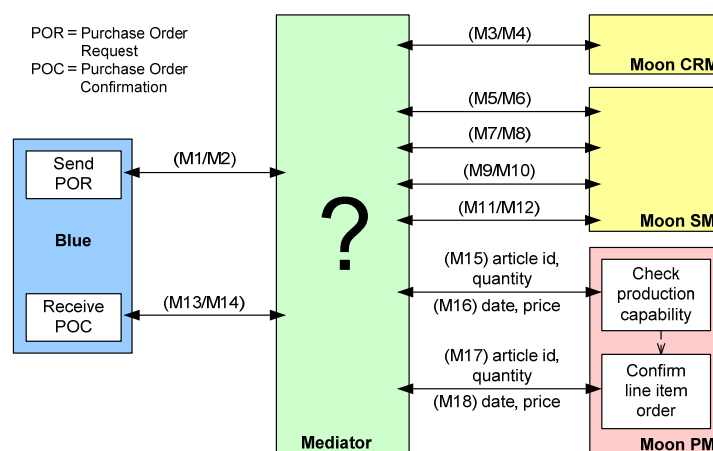 POR = Purchase Order
Request
POC = Purchase Order
Confirmation
Send
POR
Blue
Receive
POC
(M1/M2)
(M13/M14)
?
Mediator
(M3/M4)
Moon CRM
(M5/M6)
(M7/M8)
(M9/M10)
(M11/M12)
Moon SM
(M15) article id,
quantity
(M16) date, price
Check
production
capability
(M17) article id,
quantity
(M18) date, price
Confirm
line item
order
Moon PM